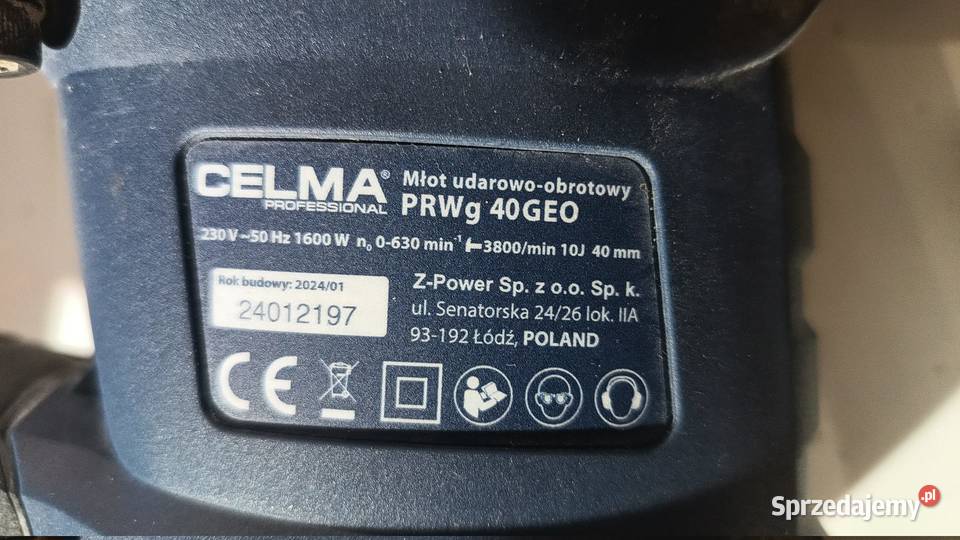 CELMA®
PROFESSIONAL
Młot udarowo-obrotowy
PRWg 40GEO
230 V ~50 Hz 1600 W n₀ 0-630 min⁻¹ 3800/min 10J 40 mm
Rok budowy: 2024/01
24012197
Z-Power Sp. z o.o. Sp. k.
ul. Senatorska 24/26 lok. IIA
93-192 Łódź, POLAND
CE
Sprzedajemy.pl